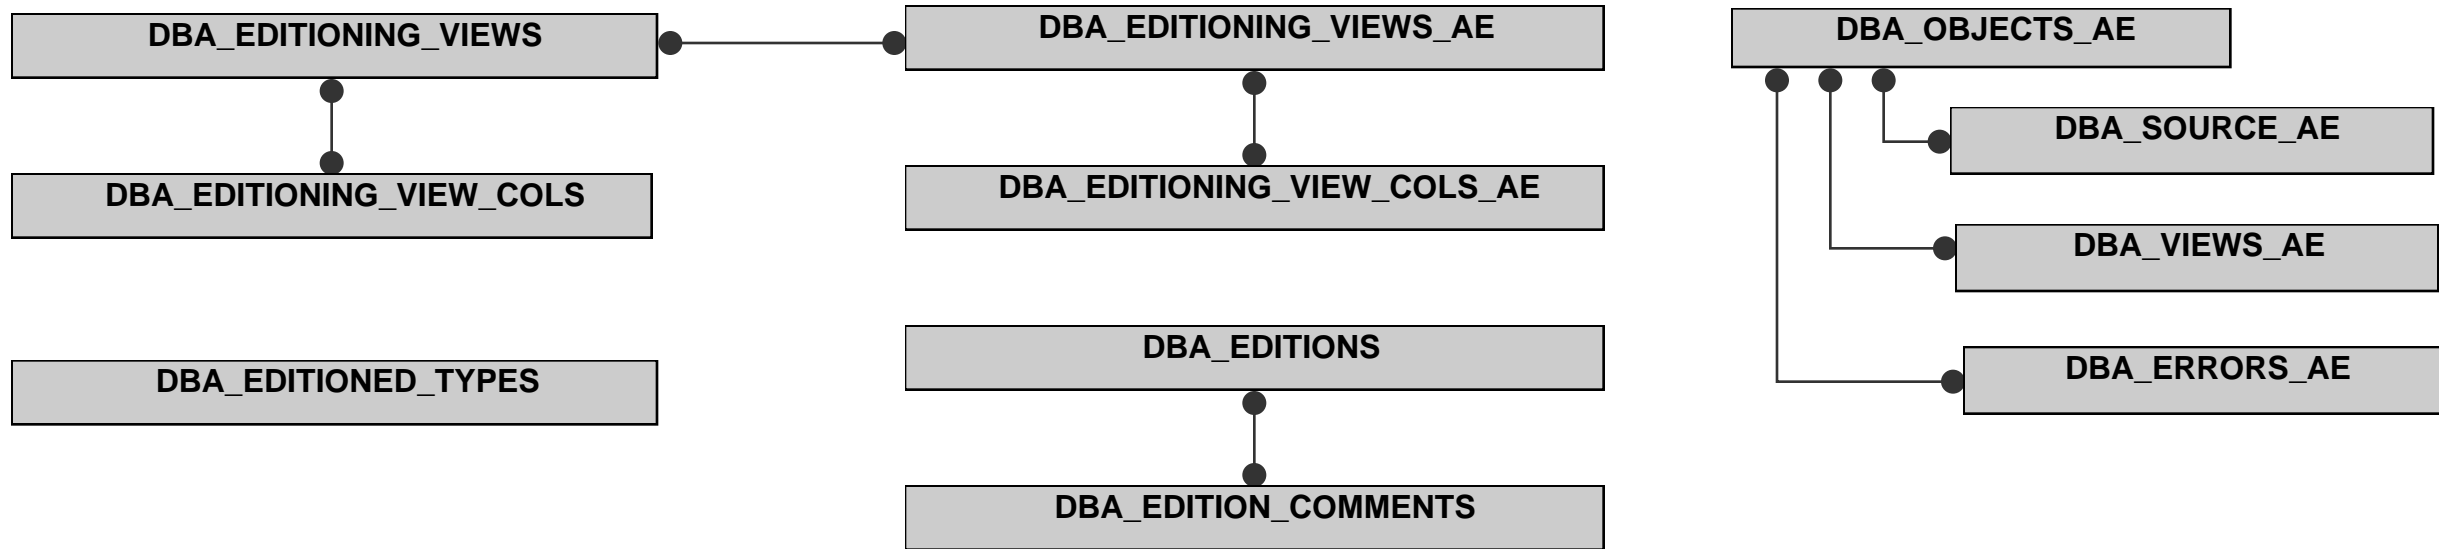 DBA_EDITIONING_VIEWS
DBA_EDITIONING_VIEWS_AE
DBA_OBJECTS_AE
DBA_SOURCE_AE
DBA_EDITIONING_VIEW_COLS
DBA_EDITIONING_VIEW_COLS_AE
DBA_VIEWS_AE
DBA_EDITIONS
DBA_EDITIONED_TYPES
DBA_ERRORS_AE
DBA_EDITION_COMMENTS